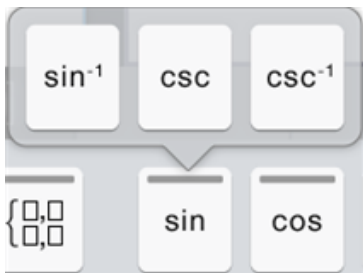 sin⁻¹ csc csc⁻¹
{▯,▯ sin cos
▯,▯